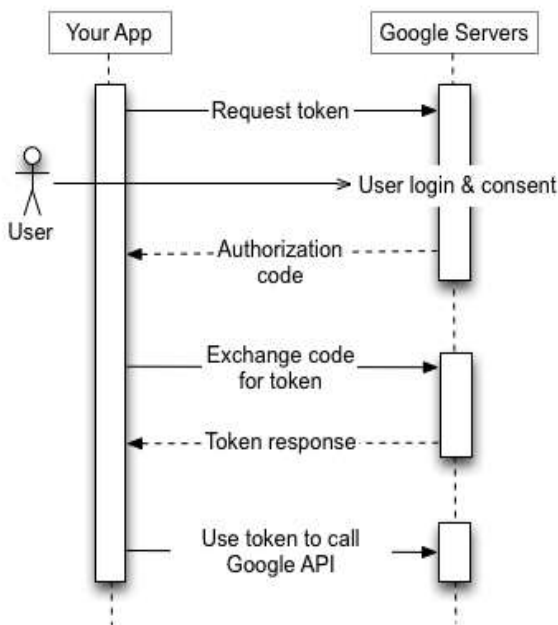 Your App
Google Servers
Request token
User login & consent
User
Authorization
code
Exchange code
for token
Token response
Use token to call
Google API